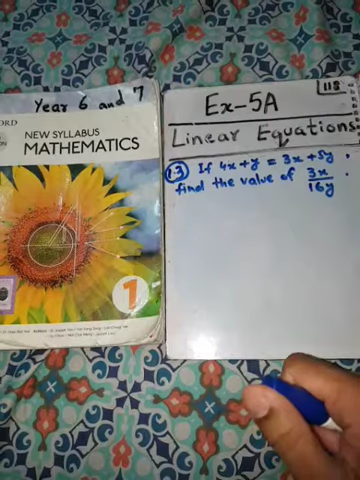 Year 6 and 7
NEW SYLLABUS
MATHEMATICS
1
118
Ex-5A
Linear Equations
13 If 4x+y = 3x+5y,
find the value of 3x/16y.